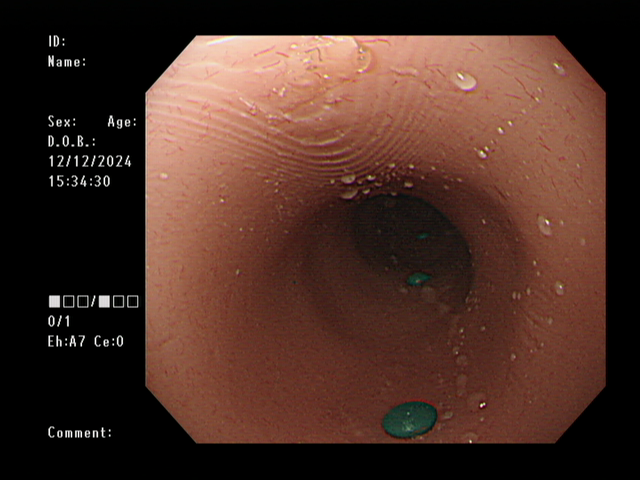 ID:
Name:
Sex: Age:
D.O.B.:
12/12/2024
15:34:30
■□□/■□□
0/1
Eh:A7 Ce:0
Comment: